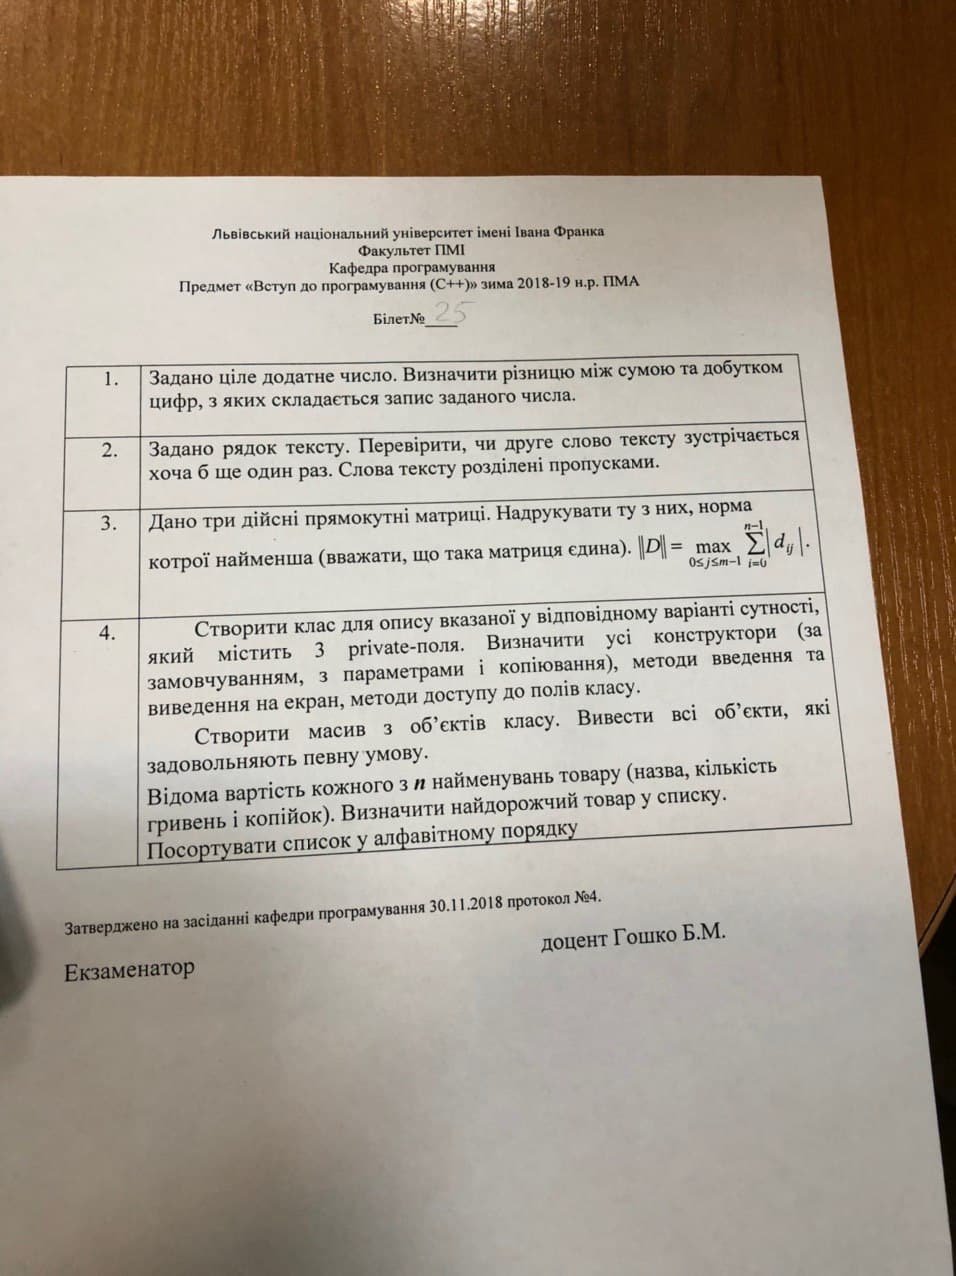 Львівський національний університет імені Івана Франка
Факультет ПМІ
Кафедра програмування
Предмет «Вступ до програмування (С++)» зима 2018-19 н.р. ПМА
Білет№ 25
1. Задано ціле додатне число. Визначити різницю між сумою та добутком
цифр, з яких складається запис заданого числа.
2. Задано рядок тексту. Перевірити, чи друге слово тексту зустрічається
хоча б ще один раз. Слова тексту розділені пропусками.
3. Дано три дійсні прямокутні матриці. Надрукувати ту з них, норма
котрої найменша (вважати, що така матриця єдина). ||D|| = max_{0≤j≤m−1} ∑_{i=0}^{n−1} |d_{ij}|.
4. Створити клас для опису вказаної у відповідному варіанті сутності,
який містить 3 private-поля. Визначити усі конструктори (за
замовчуванням, з параметрами і копіювання), методи введення та
виведення на екран, методи доступу до полів класу.
Створити масив з об’єктів класу. Вивести всі об’єкти, які
задовольняють певну умову.
Відома вартість кожного з n найменувань товару (назва, кількість
гривень і копійок). Визначити найдорожчий товар у списку.
Посортувати список у алфавітному порядку
Затверджено на засіданні кафедри програмування 30.11.2018 протокол №4.
доцент Гошко Б.М.
Екзаменатор